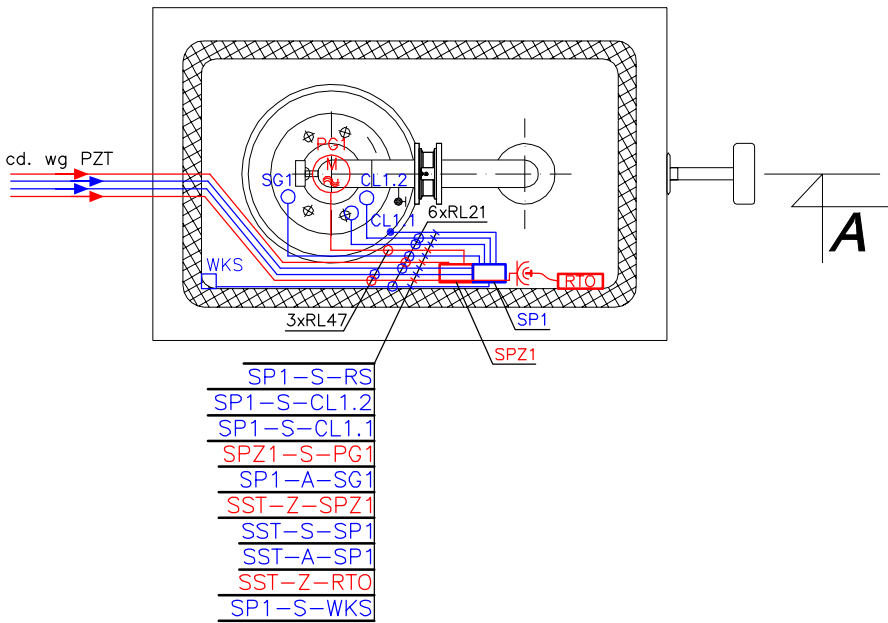 cd. wg PZT
PG1
M
SG1
CL1.2
CL1.1
6xRL21
A
WKS
RTO
3xRL47
SP1
SPZ1
SP1-S-RS
SP1-S-CL1.2
SP1-S-CL1.1
SPZ1-S-PG1
SP1-A-SG1
SST-Z-SPZ1
SST-S-SP1
SST-A-SP1
SST-Z-RTO
SP1-S-WKS